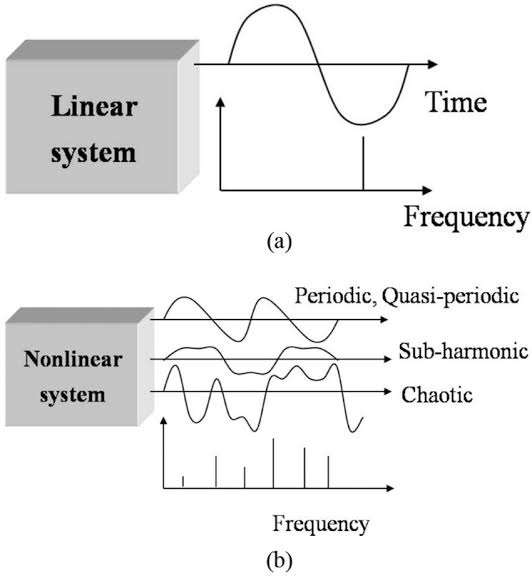 Linear
system
Time
Frequency
(a)
Periodic, Quasi-periodic
Nonlinear
system
Sub-harmonic
Chaotic
Frequency
(b)